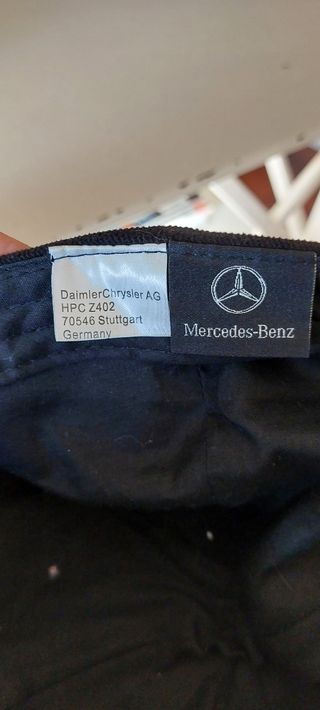 DaimlerChrysler AG
HPC Z402
70546 Stuttgart
Germany
Mercedes-Benz